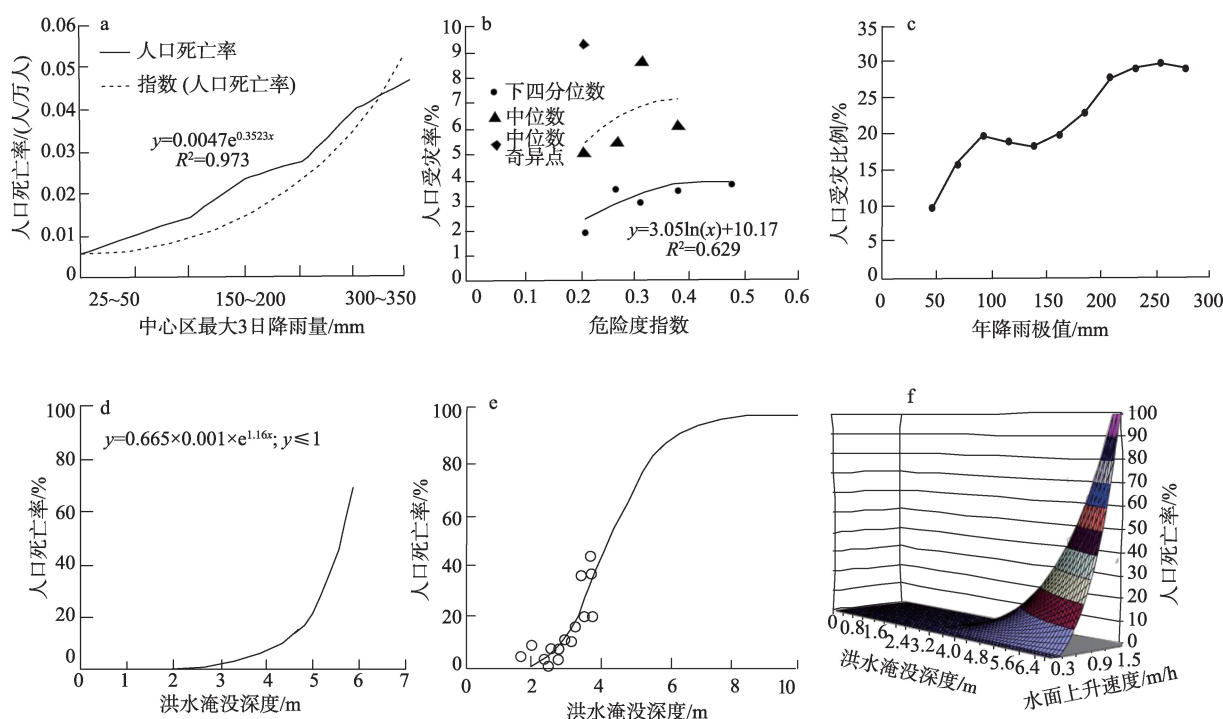 a
0.06
0.05
0.04
0.03
0.02
0.01
0
人口死亡率/(人/万人)
人口死亡率
指数 (人口死亡率)
y=0.0047e^0.3523x
R²=0.973
25~50
150~200
300~350
中心区最大3日降雨量/mm
b
10
9
8
7
6
5
4
3
2
1
0
人口受灾率/%
下四分位数
中位数
中位数
奇异点
y=3.05ln(x)+10.17
R²=0.629
0 0.1 0.2 0.3 0.4 0.5 0.6
危险度指数
c
35
30
25
20
15
10
5
0
人口受灾比例/%
0 50 100 150 200 250 300
年降雨极值/mm
d
100
80
60
40
20
0
人口死亡率/%
y=0.665×0.001×e^1.16x; y≤1
0 1 2 3 4 5 6 7
洪水淹没深度/m
e
100
80
60
40
20
0
人口死亡率/%
0 2 4 6 8 10
洪水淹没深度/m
f
100
90
80
70
60
50
40
30
20
10
0
人口死亡率/%
0 0.8 1.6 2.4 3.2 4.0 4.8 5.6 6.4
洪水淹没深度/m
0.3 0.9 1.5
水面上升速度/m/h